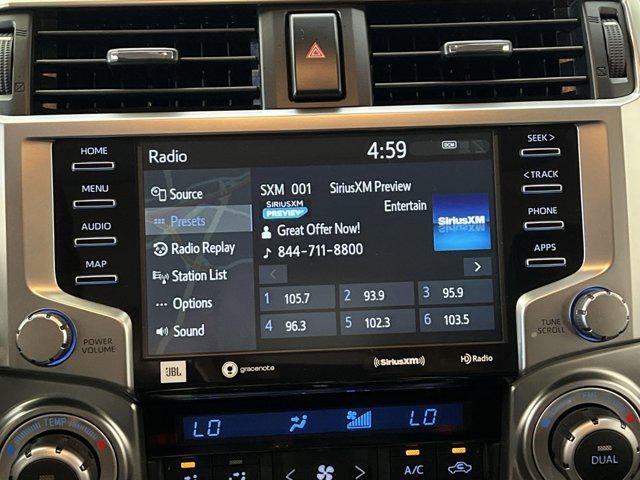 HOME
MENU
AUDIO
MAP
POWER
VOLUME
Radio
4:59
DCM
Source
Presets
Radio Replay
Station List
Options
Sound
SXM 001 SiriusXM Preview
SIRIUSXM
PREVIEW
Entertain
Great Offer Now!
844-711-8800
SiriusXM
1 105.7
2 93.9
3 95.9
4 96.3
5 102.3
6 103.5
SEEK >
< TRACK
PHONE
APPS
TUNE
SCROLL
JBL
gracenote
((SiriusXM))
HD Radio
LO
LO
TEMP
TEMP
A/C
DUAL